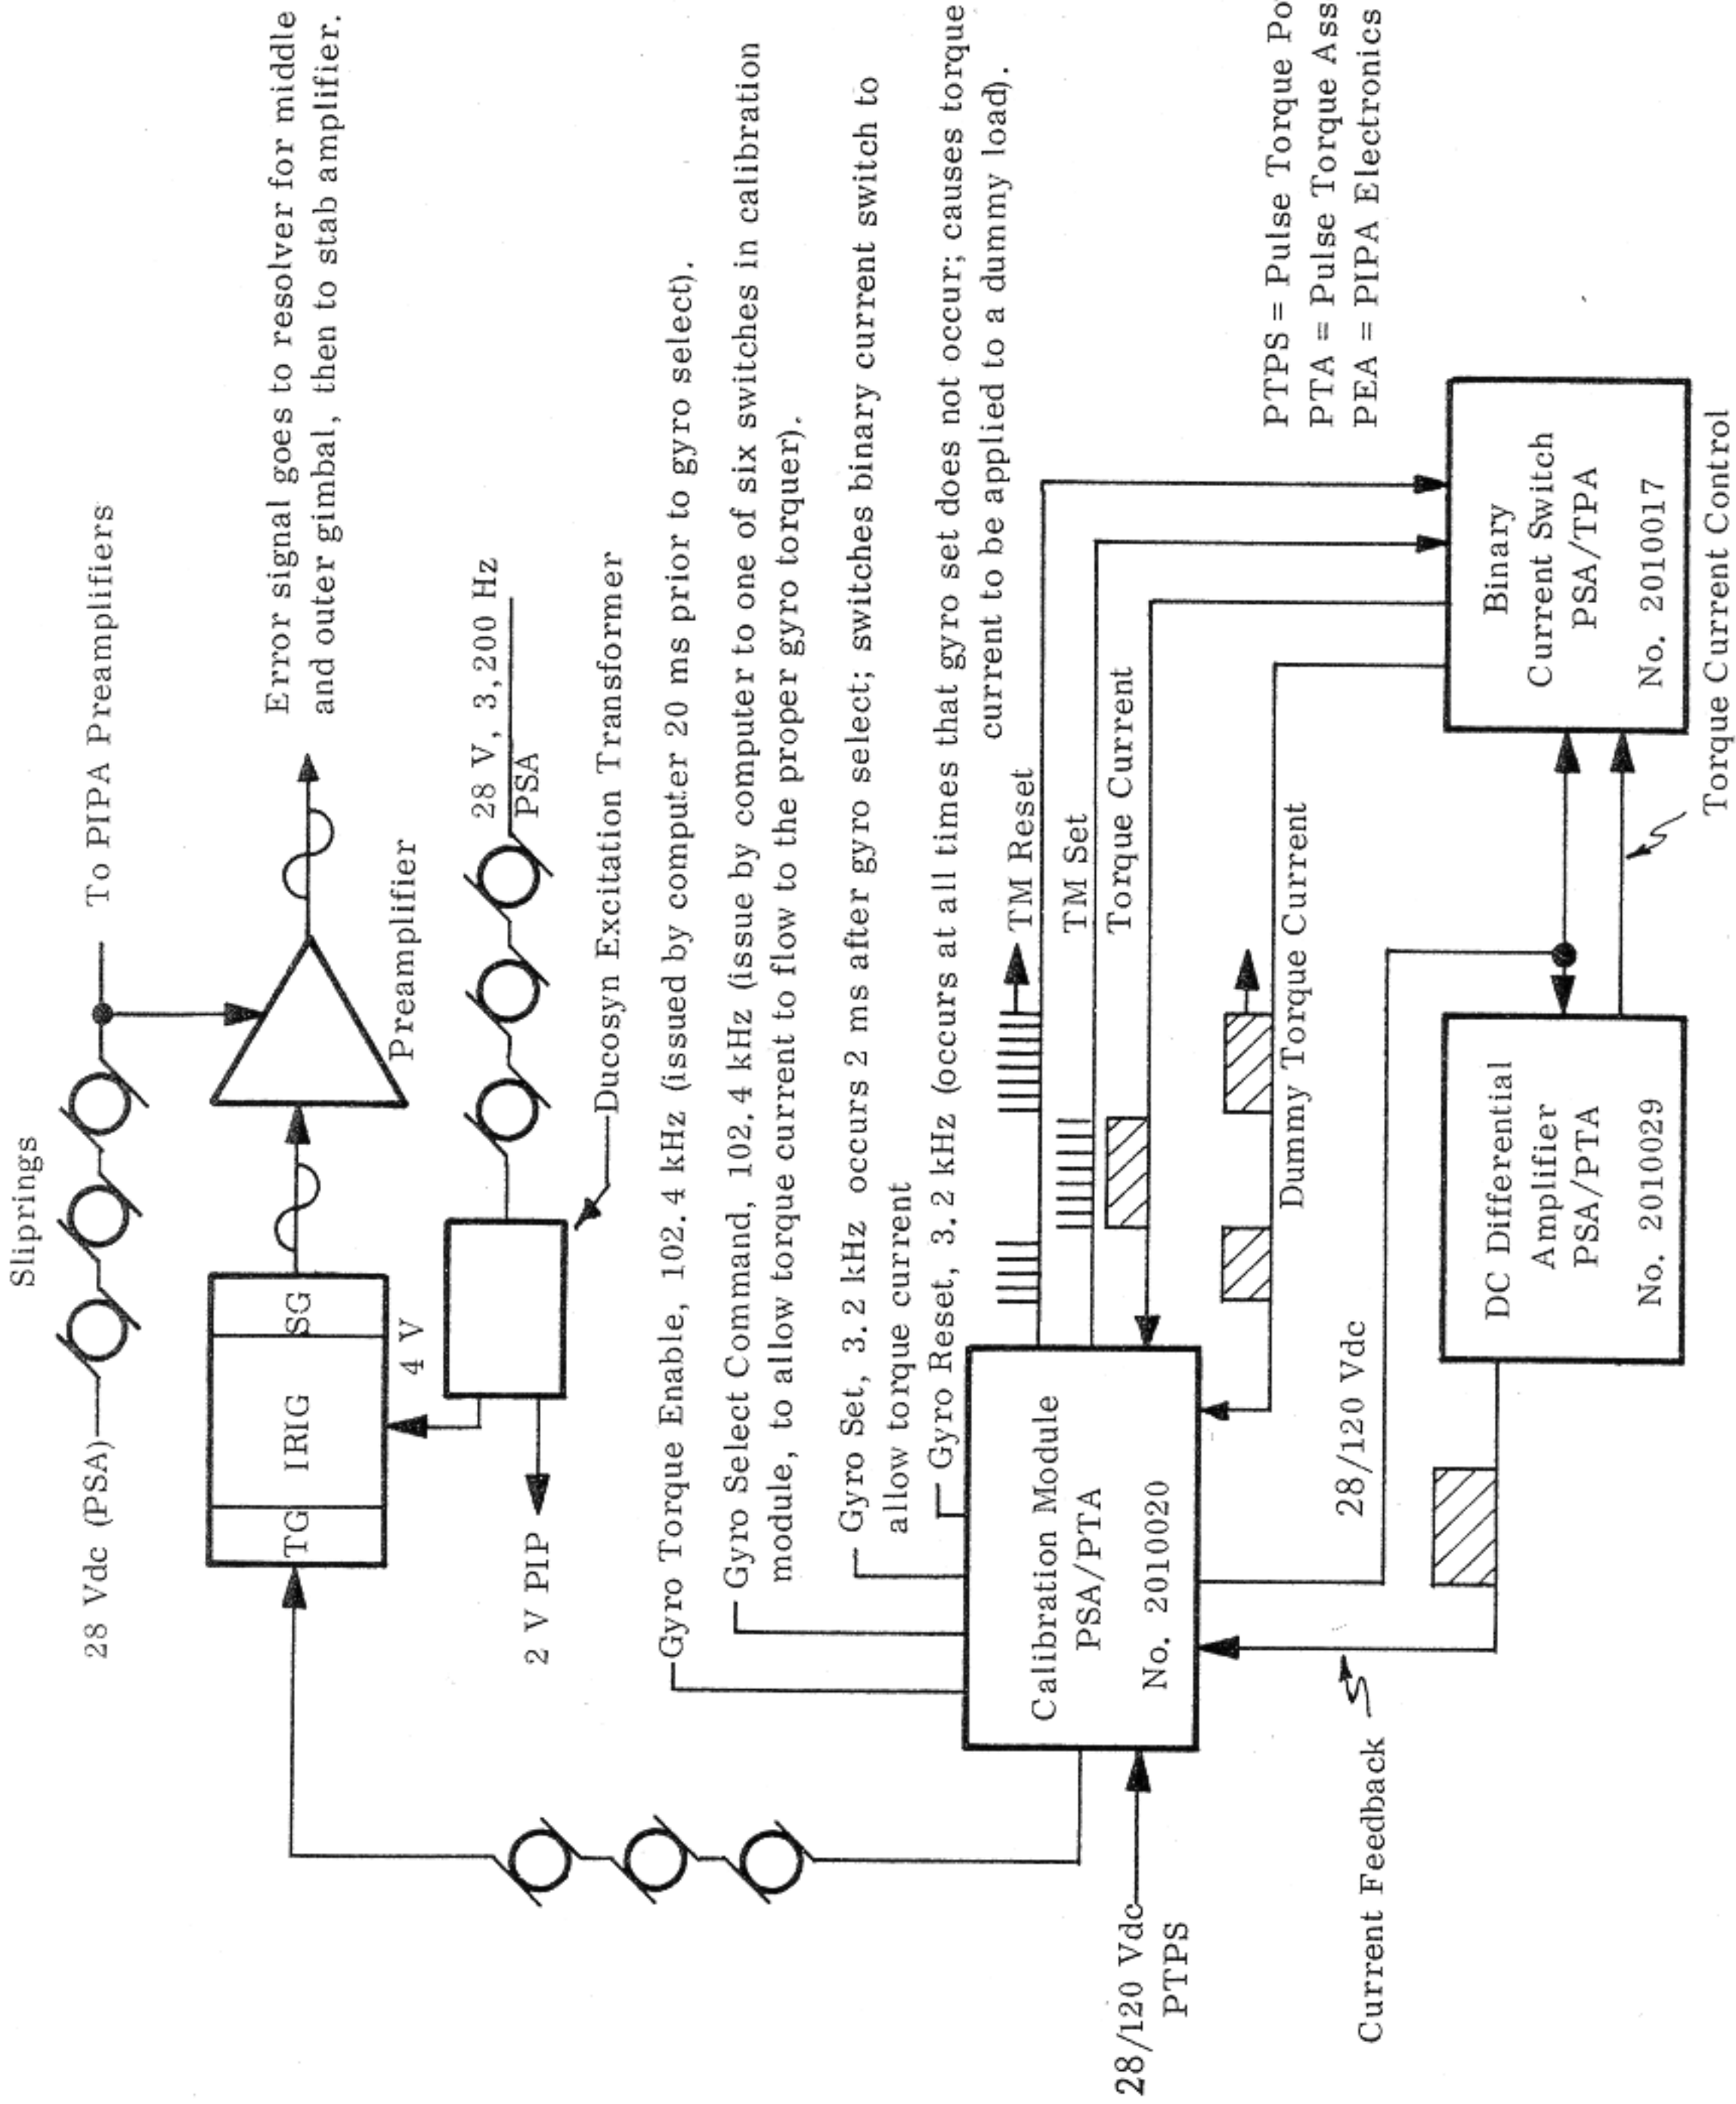 Sliprings
28 Vdc (PSA)
To PIPA Preamplifiers
TG
IRIG
SG
Error signal goes to resolver for middle
and outer gimbal, then to stab amplifier.
Preamplifier
4 V
28 V, 3,200 Hz
PSA
2 V PIP
Ducosyn Excitation Transformer
Gyro Torque Enable, 102.4 kHz (issued by computer 20 ms prior to gyro select).
Gyro Select Command, 102.4 kHz (issue by computer to one of six switches in calibration
module, to allow torque current to flow to the proper gyro torquer).
Gyro Set, 3.2 kHz occurs 2 ms after gyro select; switches binary current switch to
allow torque current
Gyro Reset, 3.2 kHz (occurs at all times that gyro set does not occur; causes torque
current to be applied to a dummy load).
TM Reset
TM Set
Torque Current
Dummy Torque Current
Calibration Module
PSA/PTA
No. 2010020
28/120 Vdc
PTPS
28/120 Vdc
Current Feedback
DC Differential
Amplifier
PSA/PTA
No. 2010029
Binary
Current Switch
PSA/TPA
No. 2010017
Torque Current Control
PTPS = Pulse Torque Po
PTA = Pulse Torque Ass
PEA = PIPA Electronics